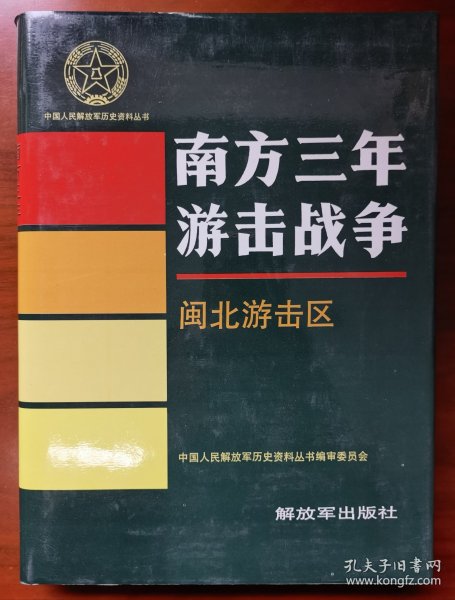 中国人民解放军历史资料丛书
南方三年
游击战争
闽北游击区
中国人民解放军历史资料丛书编审委员会
解放军出版社
孔夫子旧书网
www.kongfz.com